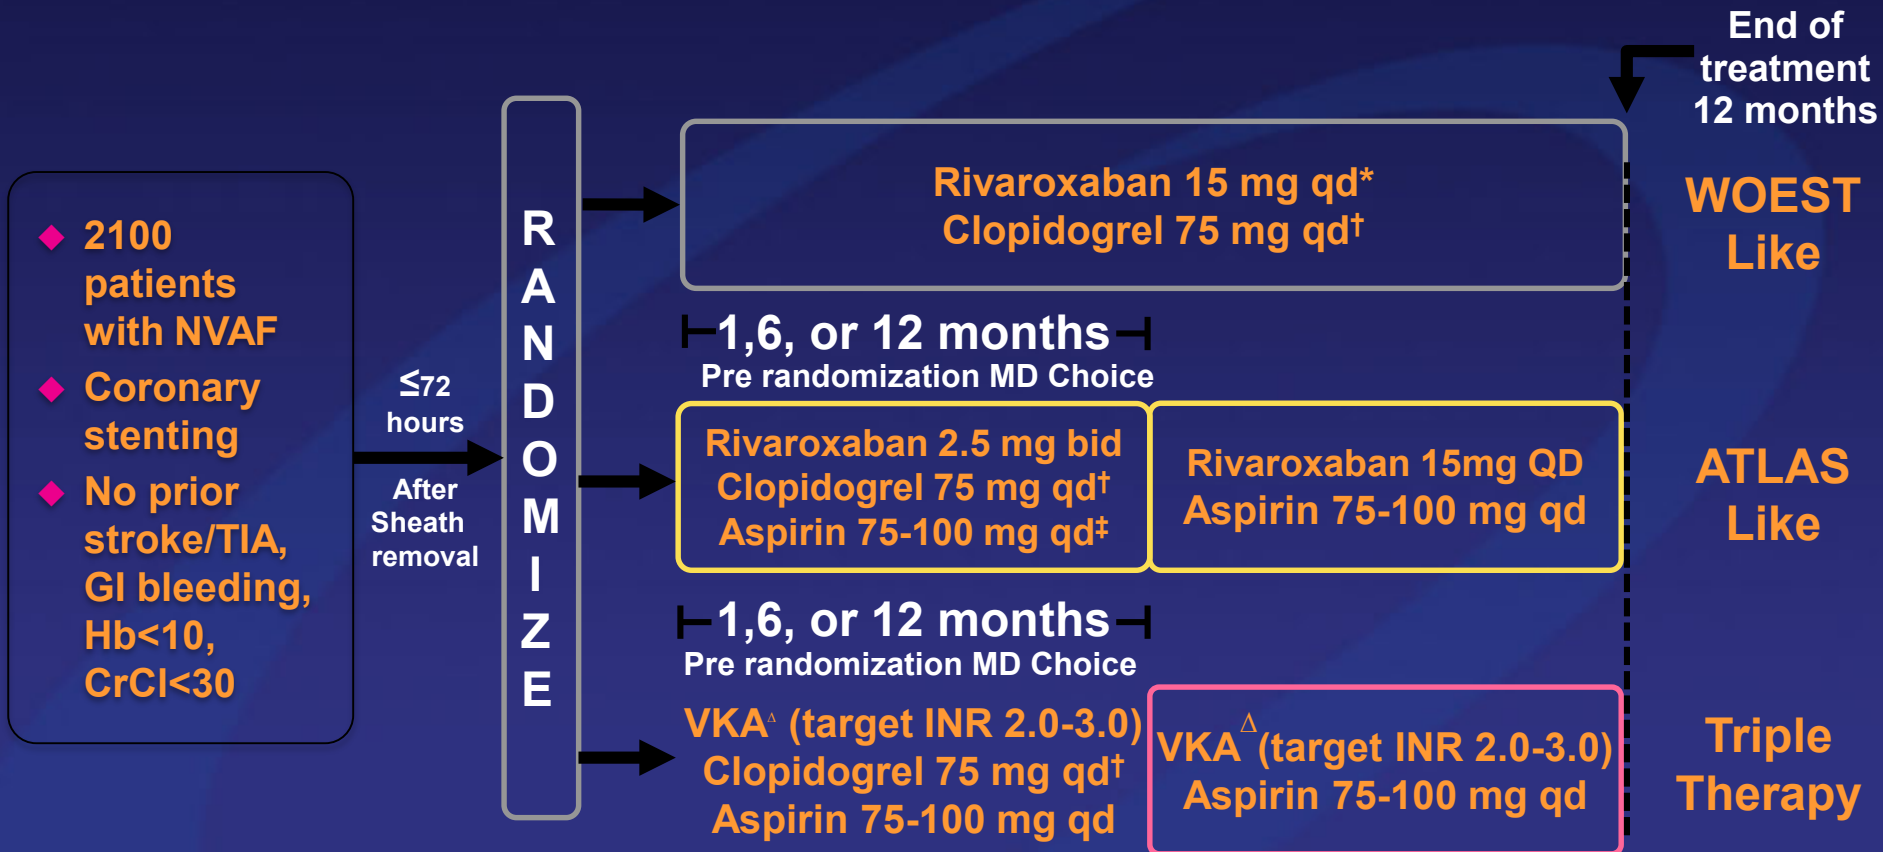 End of
treatment
12 months
2100
patients
with NVAF
Coronary
stenting
No prior
stroke/TIA,
GI bleeding,
Hb<10,
CrCl<30
≤72
hours
After
Sheath
removal
R
A
N
D
O
M
I
Z
E
Rivaroxaban 15 mg qd*
Clopidogrel 75 mg qd†
WOEST
Like
1,6, or 12 months
Pre randomization MD Choice
Rivaroxaban 2.5 mg bid
Clopidogrel 75 mg qd†
Aspirin 75-100 mg qd‡
Rivaroxaban 15mg QD
Aspirin 75-100 mg qd
ATLAS
Like
1,6, or 12 months
Pre randomization MD Choice
VKAΔ (target INR 2.0-3.0)
Clopidogrel 75 mg qd†
Aspirin 75-100 mg qd
VKAΔ (target INR 2.0-3.0)
Aspirin 75-100 mg qd
Triple
Therapy